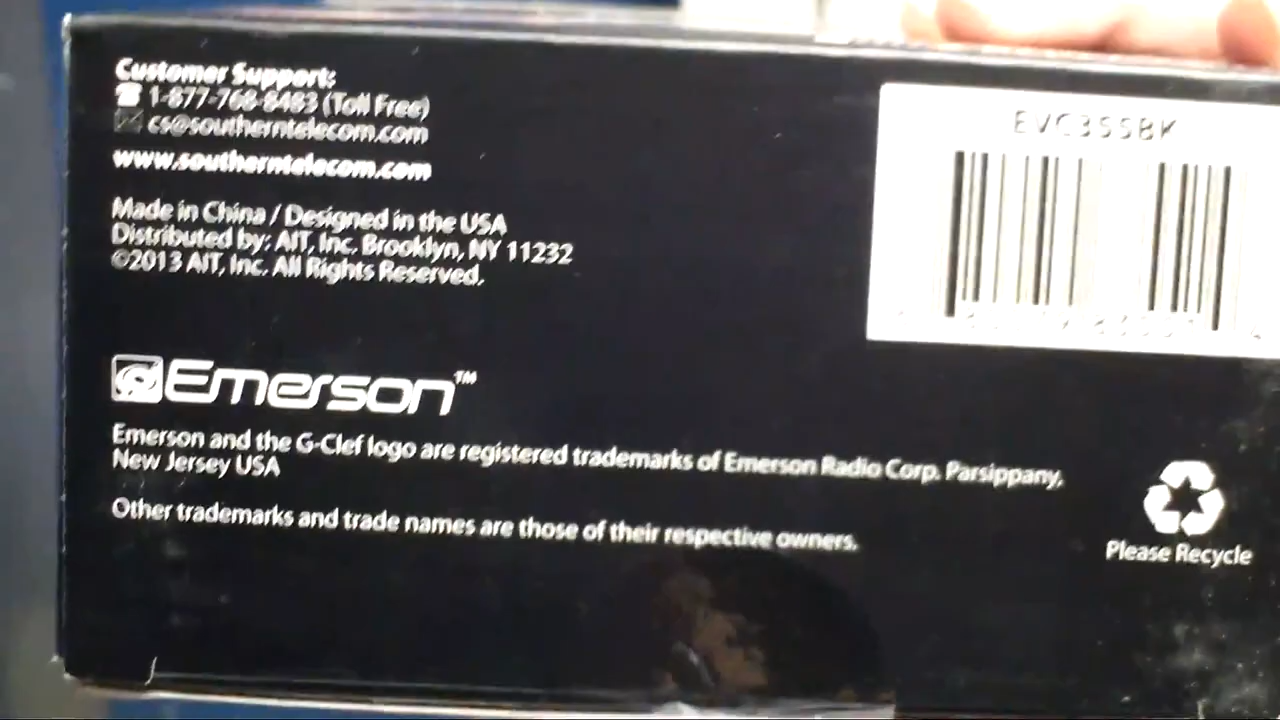 Customer Support:
1-877-768-8483 (Toll Free)
cs@southerntelecom.com
www.southerntelecom.com
Made in China / Designed in the USA
Distributed by: AIT, Inc. Brooklyn, NY 11232
©2013 AIT, Inc. All Rights Reserved.
EVC355BK
Emerson™
Emerson and the G-Clef logo are registered trademarks of Emerson Radio Corp. Parsippany,
New Jersey USA
Other trademarks and trade names are those of their respective owners.
Please Recycle